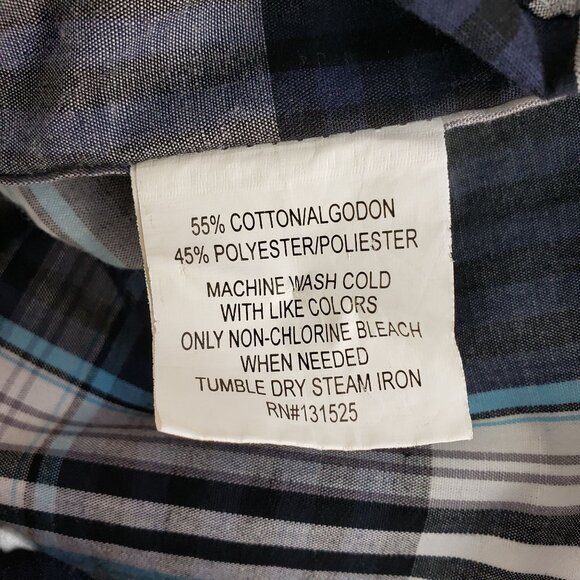 55% COTTON/ALGODON
45% POLYESTER/POLIESTER
MACHINE WASH COLD
WITH LIKE COLORS
ONLY NON-CHLORINE BLEACH
WHEN NEEDED
TUMBLE DRY STEAM IRON
RN#131525